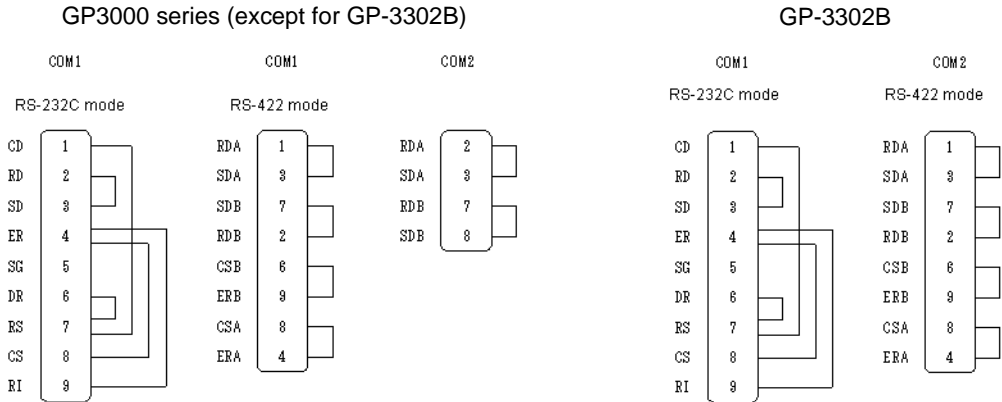 GP3000 series (except for GP-3302B)
COM1
RS-232C mode
CD 1
RD 2
SD 3
ER 4
SG 5
DR 6
RS 7
CS 8
RI 9
COM1
RS-422 mode
RDA 1
SDA 3
SDB 7
RDB 2
CSB 6
ERB 9
CSA 8
ERA 4
COM2
RDA 2
SDA 3
RDB 7
SDB 8
GP-3302B
COM1
RS-232C mode
CD 1
RD 2
SD 3
ER 4
SG 5
DR 6
RS 7
CS 8
RI 9
COM2
RS-422 mode
RDA 1
SDA 3
SDB 7
RDB 2
CSB 6
ERB 9
CSA 8
ERA 4